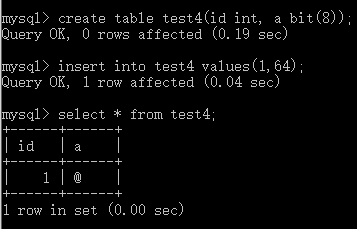 mysql> create table test4(id int, a bit(8));
Query OK, 0 rows affected (0.19 sec)
mysql> insert into test4 values(1,64);
Query OK, 1 row affected (0.04 sec)
mysql> select * from test4;
+------+------+
| id   | a    |
+------+------+
|    1 | @    |
+------+------+
1 row in set (0.00 sec)